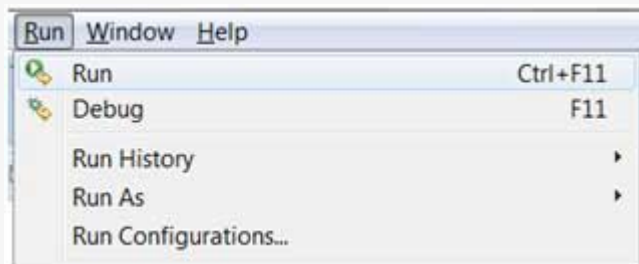 Run Window Help
Run Ctrl+F11
Debug F11
Run History
Run As
Run Configurations...